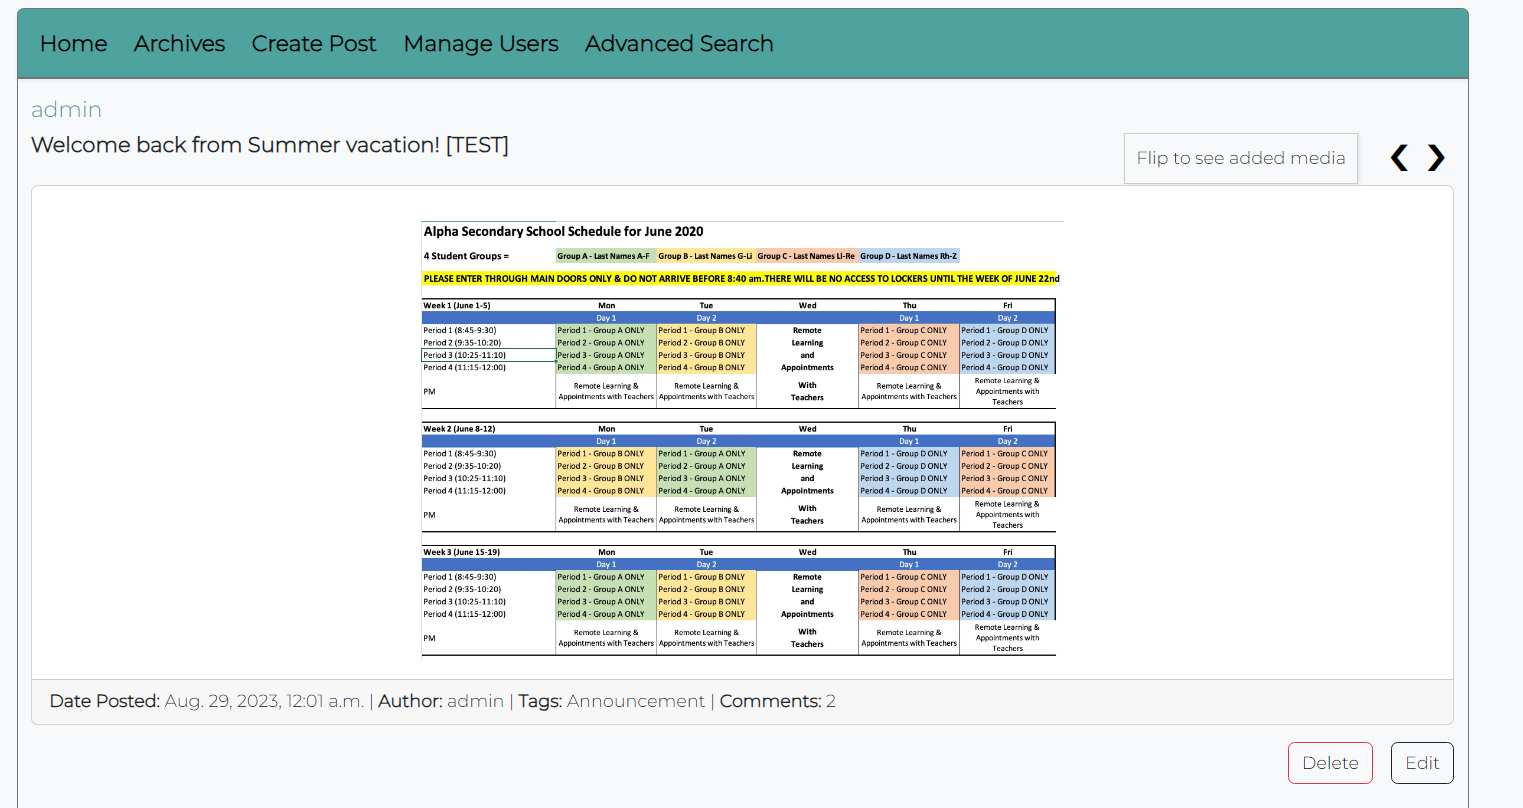 Home Archives Create Post Manage Users Advanced Search
admin
Welcome back from Summer vacation! [TEST]
Flip to see added media
Alpha Secondary School Schedule for June 2020
4 Student Groups = Group A - Last Names A-F Group B - Last Names G-Li Group C - Last Names Ll-Re Group D - Last Names Rh-Z
PLEASE ENTER THROUGH MAIN DOORS ONLY & DO NOT ARRIVE BEFORE 8:40 am.THERE WILL BE NO ACCESS TO LOCKERS UNTIL THE WEEK OF JUNE 22nd
Week 1 (June 1-5) Mon Tue Wed Thu Fri
Day 1 Day 2 Day 1 Day 2
Period 1 (8:45-9:30) Period 1 - Group A ONLY Period 1 - Group B ONLY Remote Period 1 - Group C ONLY Period 1 - Group D ONLY
Period 2 (9:35-10:20) Period 2 - Group A ONLY Period 2 - Group B ONLY Learning Period 2 - Group C ONLY Period 2 - Group D ONLY
Period 3 (10:25-11:10) Period 3 - Group A ONLY Period 3 - Group B ONLY and Period 3 - Group C ONLY Period 3 - Group D ONLY
Period 4 (11:15-12:00) Period 4 - Group A ONLY Period 4 - Group B ONLY Appointments Period 4 - Group C ONLY Period 4 - Group D ONLY
PM Remote Learning & Appointments with Teachers Remote Learning & Appointments with Teachers With Teachers Remote Learning & Appointments with Teachers Remote Learning & Appointments with Teachers
Week 2 (June 8-12) Mon Tue Wed Thu Fri
Day 1 Day 2 Day 1 Day 2
Period 1 (8:45-9:30) Period 1 - Group B ONLY Period 1 - Group A ONLY Remote Period 1 - Group D ONLY Period 1 - Group C ONLY
Period 2 (9:35-10:20) Period 2 - Group B ONLY Period 2 - Group A ONLY Learning Period 2 - Group D ONLY Period 2 - Group C ONLY
Period 3 (10:25-11:10) Period 3 - Group B ONLY Period 3 - Group A ONLY and Period 3 - Group D ONLY Period 3 - Group C ONLY
Period 4 (11:15-12:00) Period 4 - Group B ONLY Period 4 - Group A ONLY Appointments Period 4 - Group D ONLY Period 4 - Group C ONLY
PM Remote Learning & Appointments with Teachers Remote Learning & Appointments with Teachers With Teachers Remote Learning & Appointments with Teachers Remote Learning & Appointments with Teachers
Week 3 (June 15-19) Mon Tue Wed Thu Fri
Day 1 Day 2 Day 1 Day 2
Period 1 (8:45-9:30) Period 1 - Group A ONLY Period 1 - Group B ONLY Remote Period 1 - Group C ONLY Period 1 - Group D ONLY
Period 2 (9:35-10:20) Period 2 - Group A ONLY Period 2 - Group B ONLY Learning Period 2 - Group C ONLY Period 2 - Group D ONLY
Period 3 (10:25-11:10) Period 3 - Group A ONLY Period 3 - Group B ONLY and Period 3 - Group C ONLY Period 3 - Group D ONLY
Period 4 (11:15-12:00) Period 4 - Group A ONLY Period 4 - Group B ONLY Appointments Period 4 - Group C ONLY Period 4 - Group D ONLY
PM Remote Learning & Appointments with Teachers Remote Learning & Appointments with Teachers With Teachers Remote Learning & Appointments with Teachers Remote Learning & Appointments with Teachers
Date Posted: Aug. 29, 2023, 12:01 a.m. | Author: admin | Tags: Announcement | Comments: 2
Delete Edit